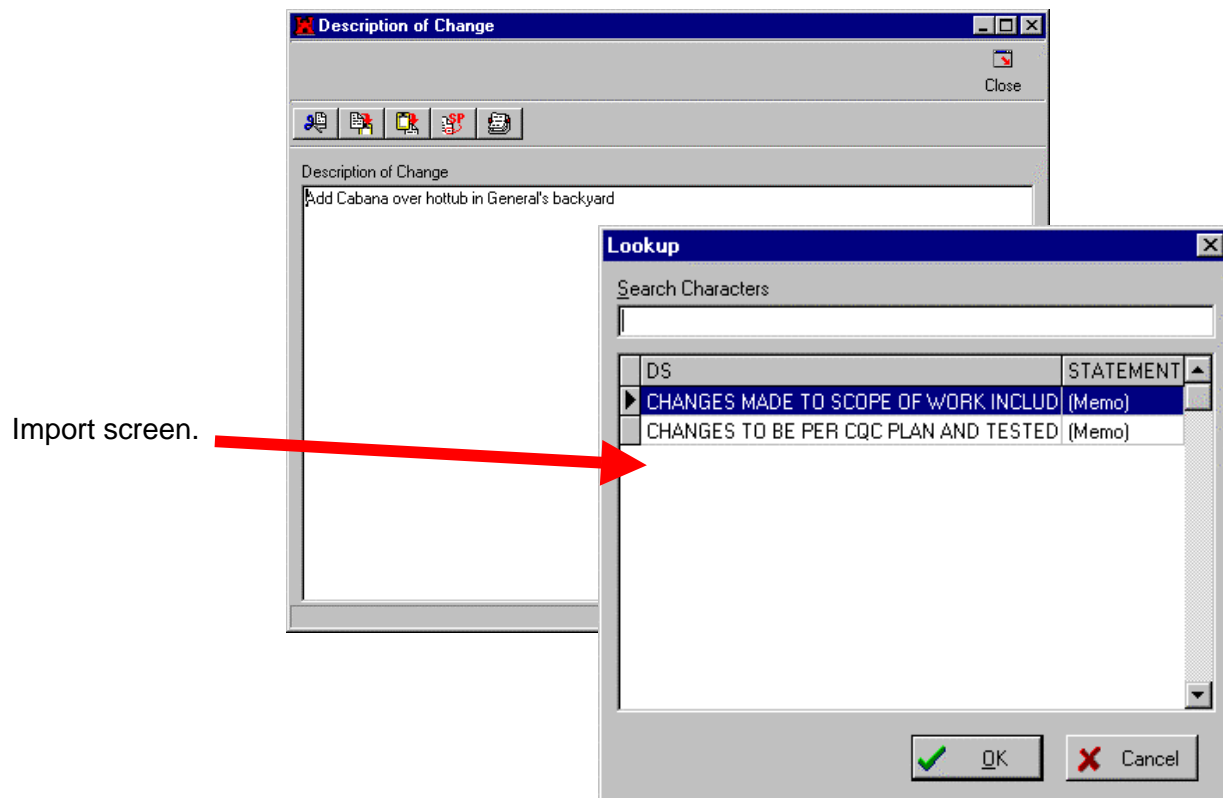 Description of Change
Close
SP
Description of Change
Add Cabana over hottub in General's backyard
Lookup
Search Characters
DS STATEMENT
CHANGES MADE TO SCOPE OF WORK INCLUD (Memo)
CHANGES TO BE PER CQC PLAN AND TESTED (Memo)
Import screen.
OK Cancel